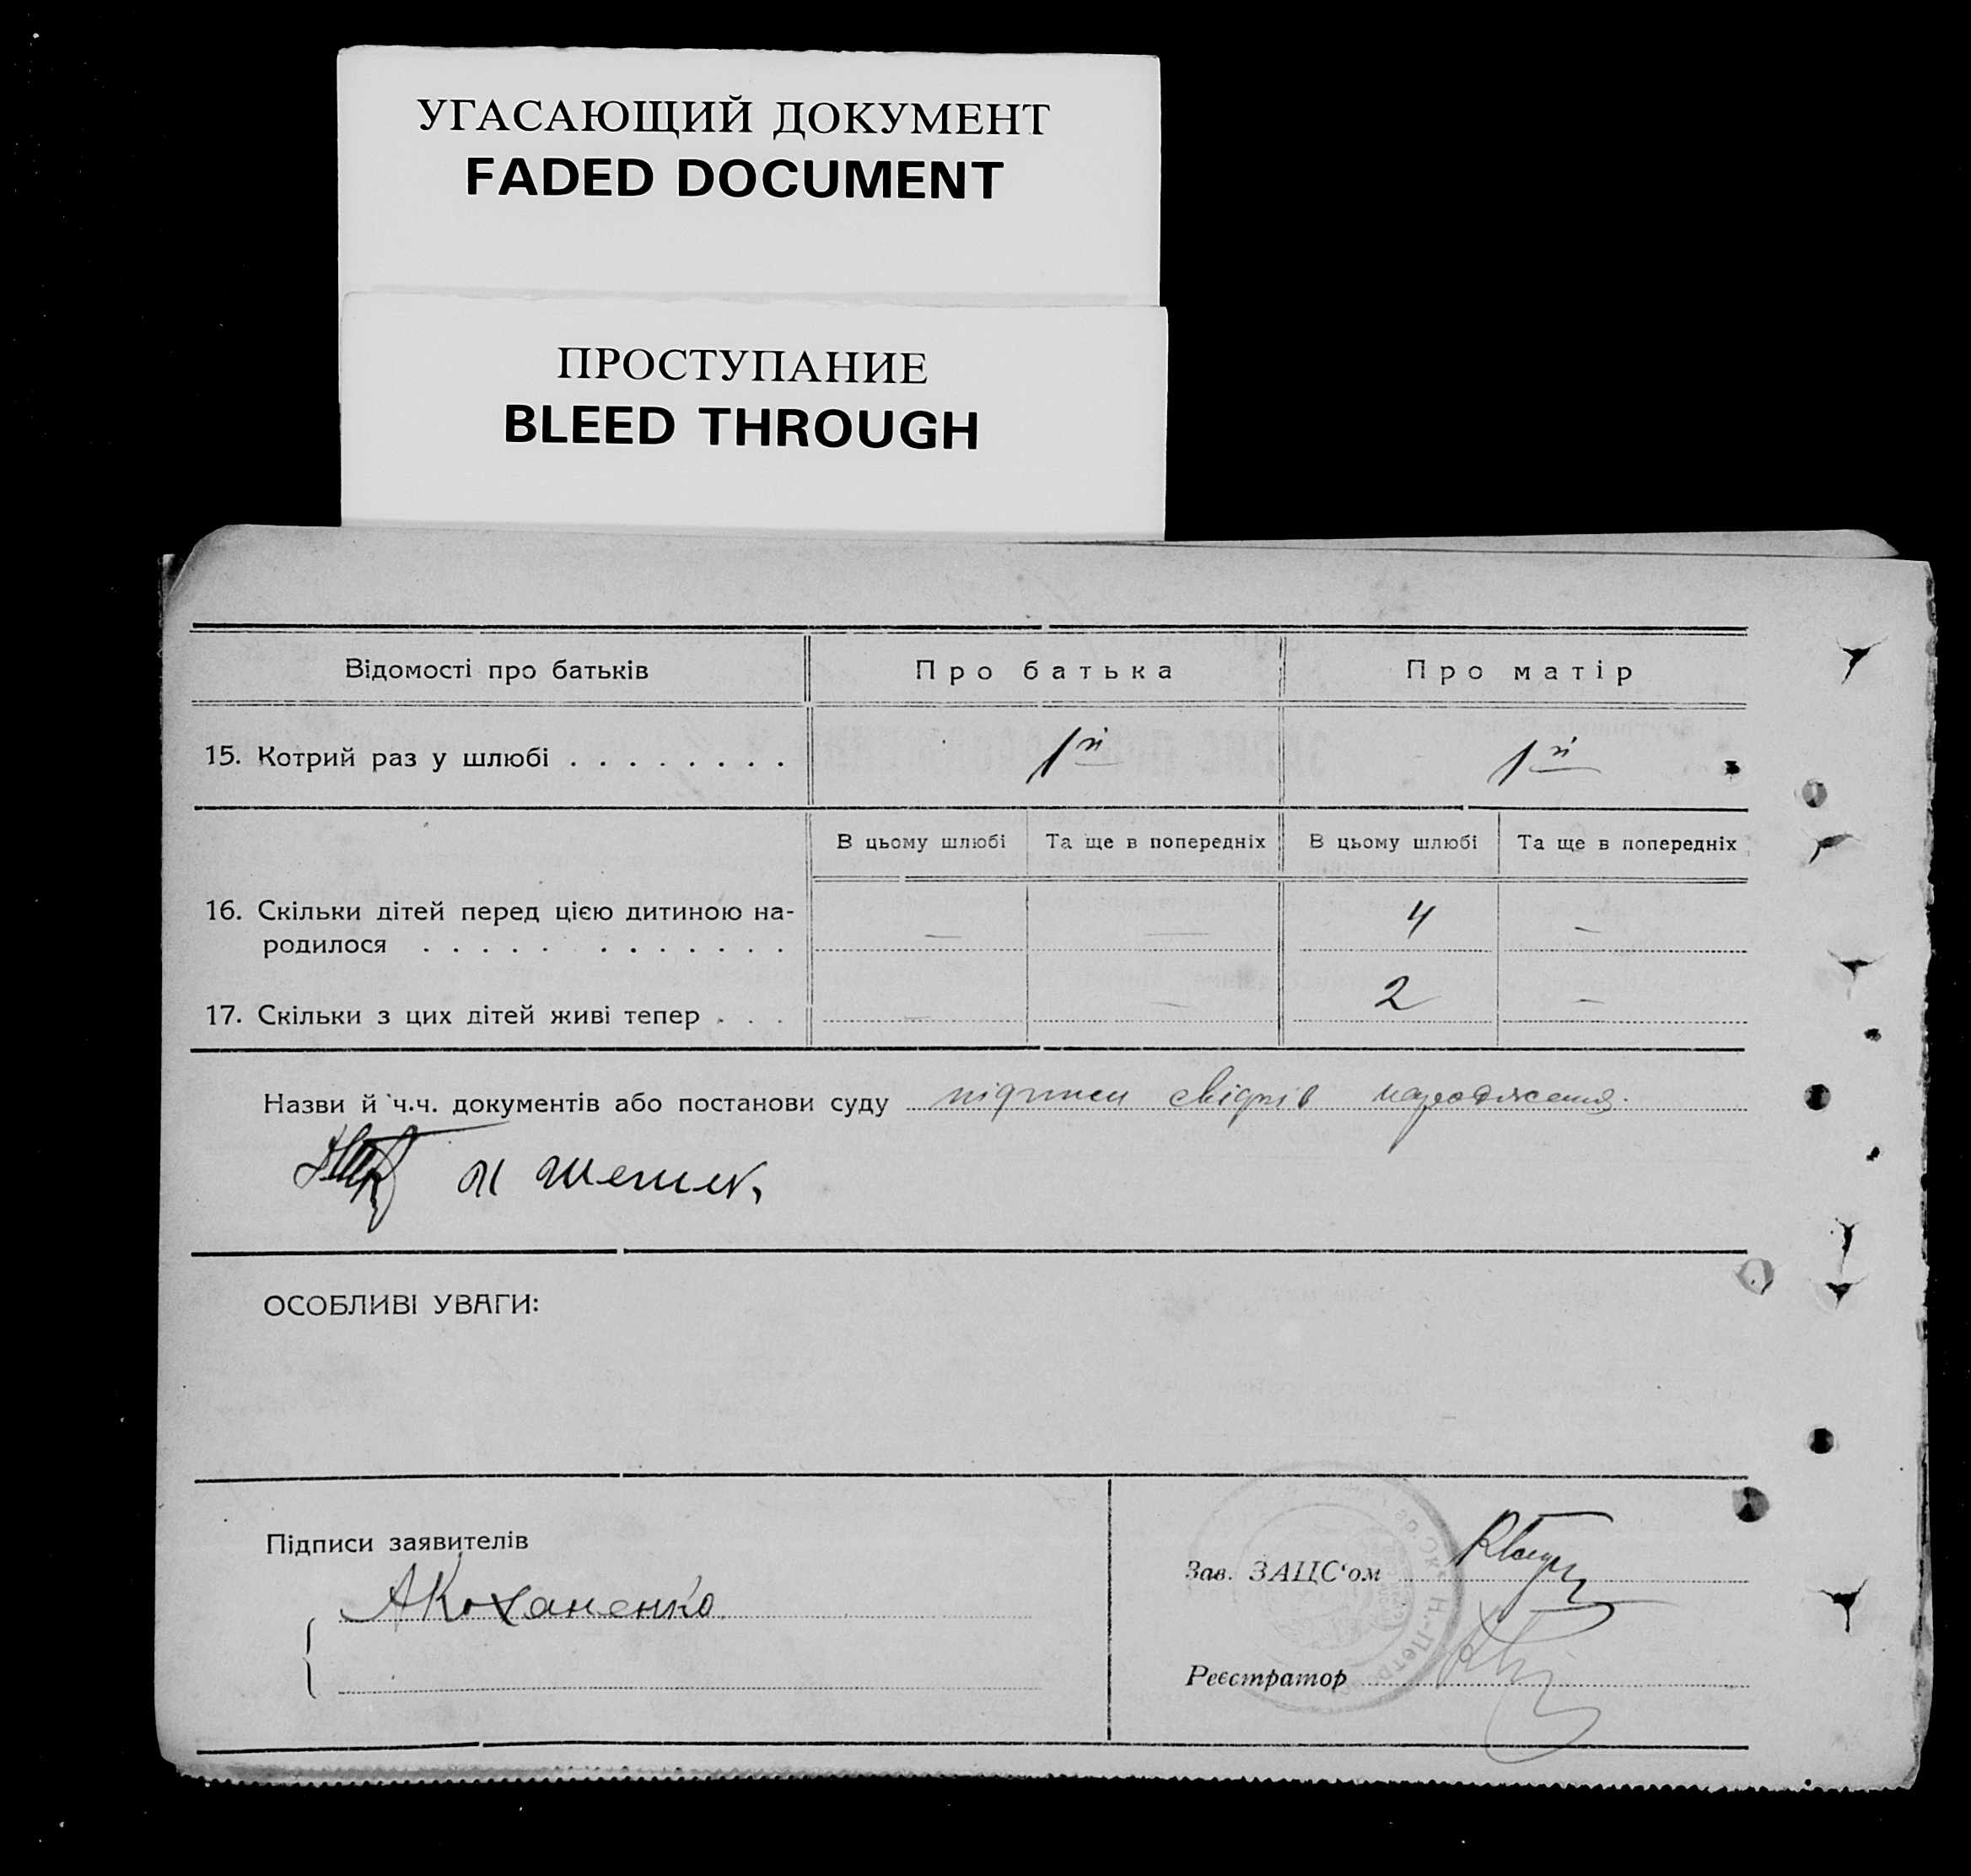 УГАСАЮЩИЙ ДОКУМЕНТ
FADED DOCUMENT
ПРОСТУПАНИЕ
BLEED THROUGH
Відомості про батьків Про батька Про матір
15. Котрий раз у шлюбі . . . . . . . . 1й 1й
В цьому шлюбі Та ще в попередніх В цьому шлюбі Та ще в попередніх
16. Скільки дітей перед цією дитиною на- — — 4 —
родилося . . . . . . . . . . . .
17. Скільки з цих дітей живі тепер . . . — — 2 —
Назви й ч.ч. документів або постанови суду підписи свідків народження.
ОСОБЛИВІ УВАГИ:
Підписи заявителів
АКоханенко
Зав. ЗАЦС'ом
Реєстратор